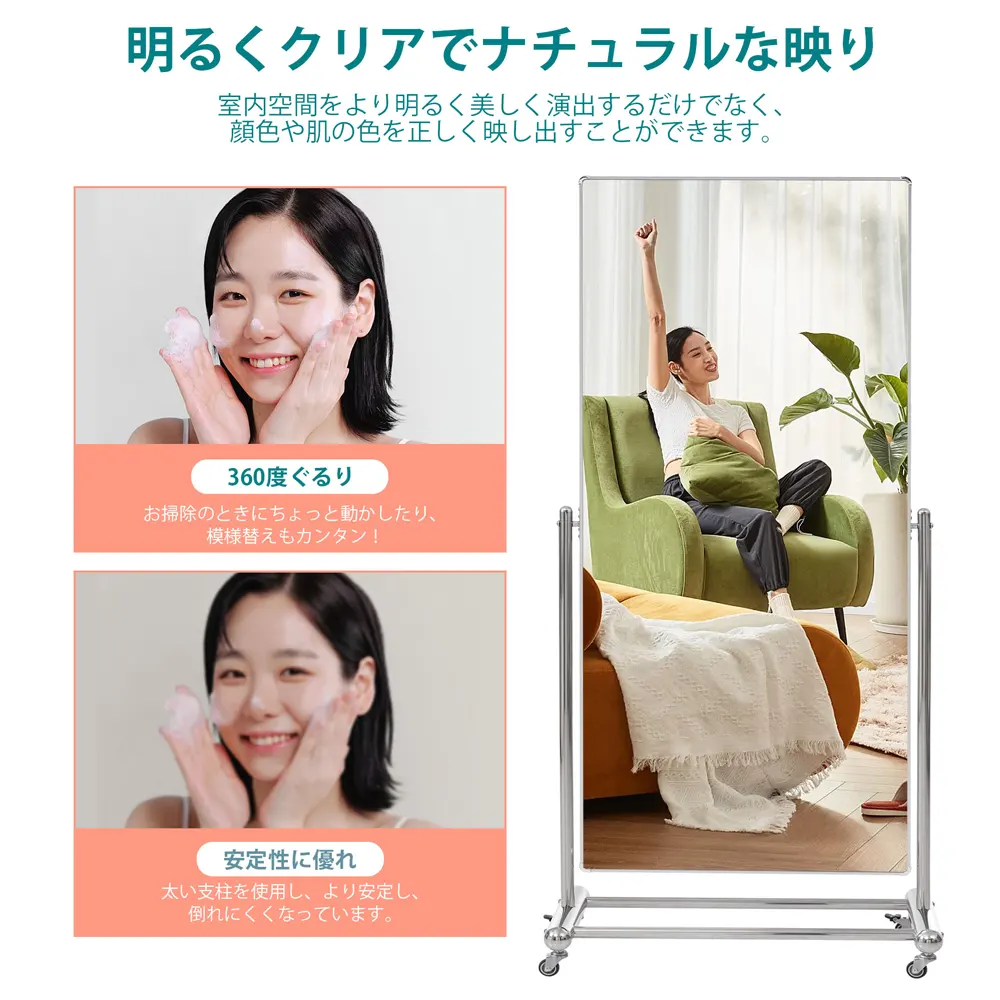 明るくクリアでナチュラルな映り
室内空間をより明るく美しく演出するだけでなく、
顔色や肌の色を正しく映し出すことができます。
360度ぐるり
お掃除のときにちょっと動かしたり、
模様替えもカンタン！
安定性に優れ
太い支柱を使用し、より安定し、
倒れにくくなっています。